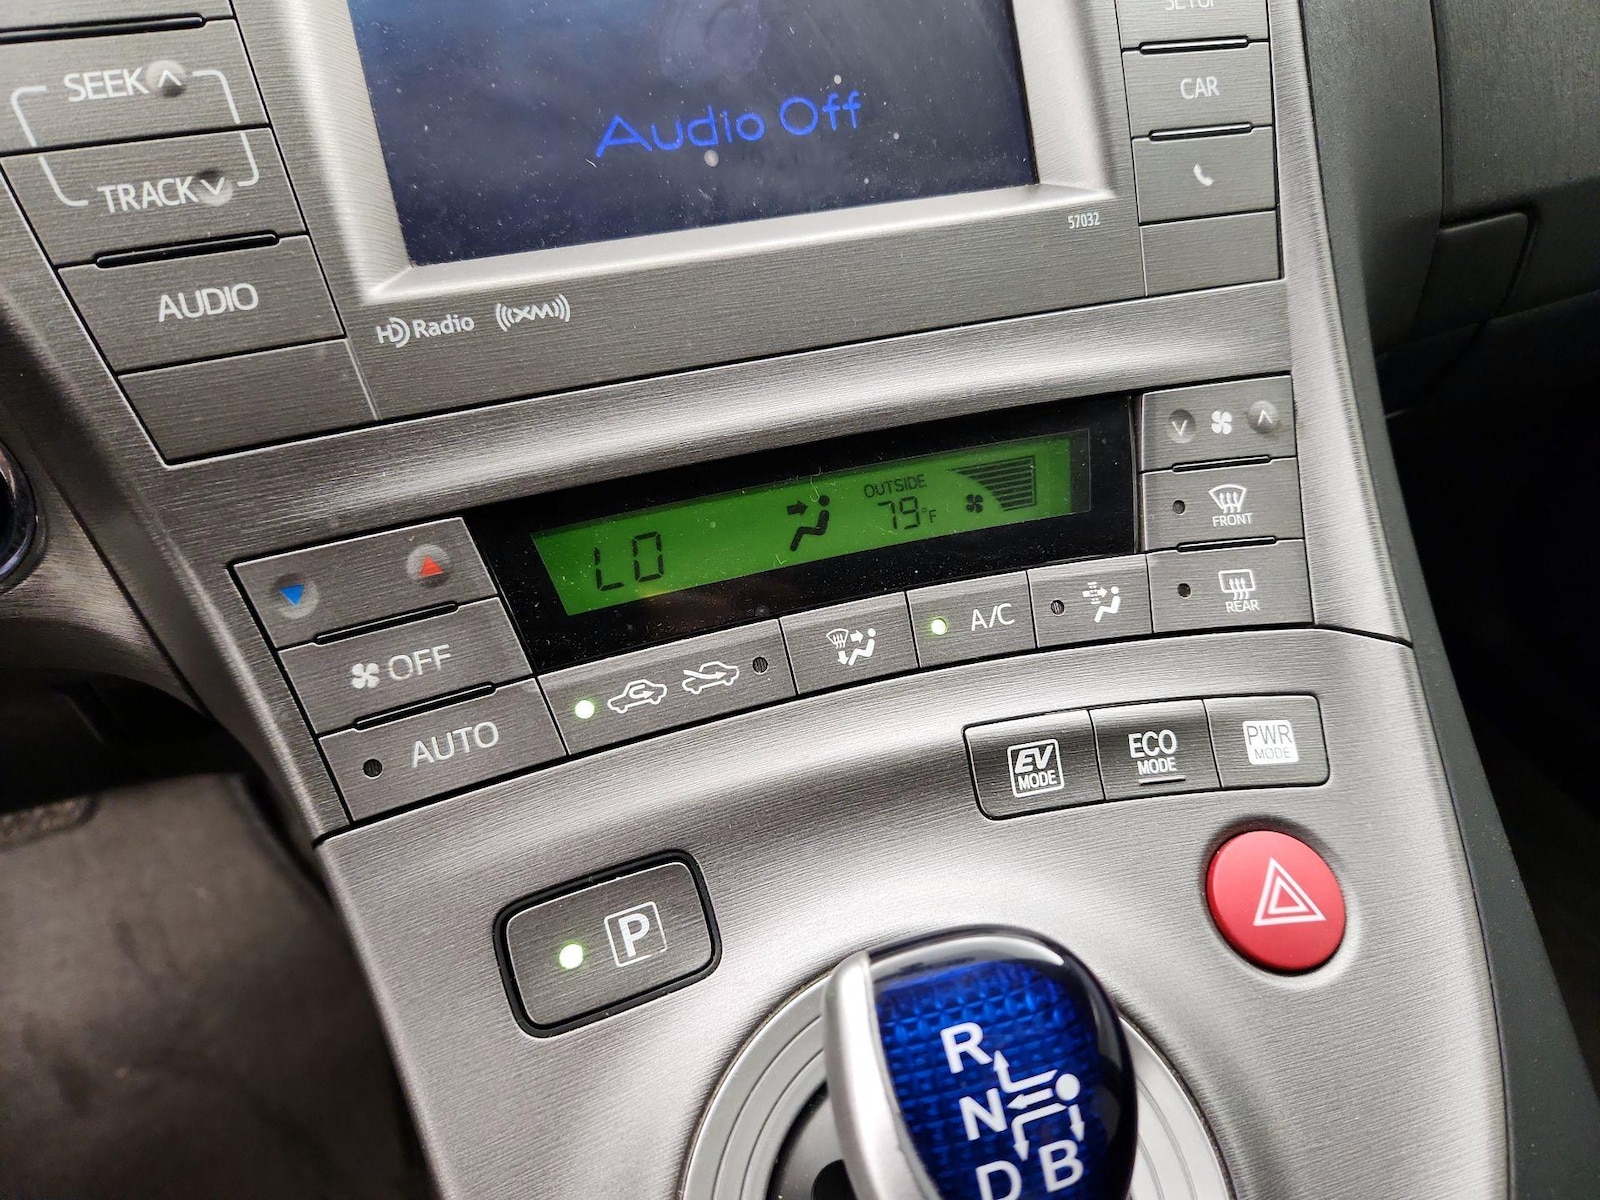 SETUP
SEEK
CAR
Audio Off
TRACK
57032
AUDIO
HD Radio
((XM))
OUTSIDE
79°F
LO
FRONT
REAR
A/C
OFF
AUTO
EV
MODE
ECO
MODE
PWR
MODE
P
R
N
D
B